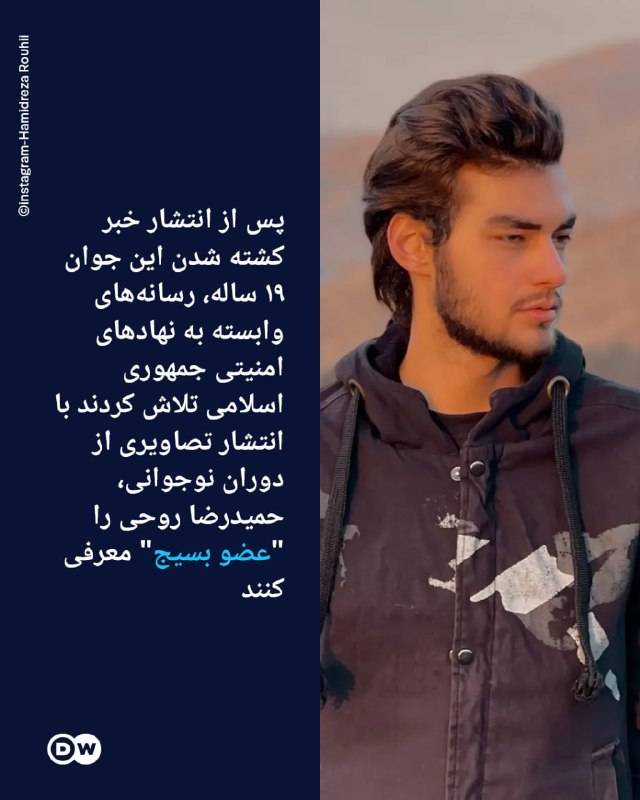 ©Instagram-Hamidreza Rouhii
پس از انتشار خبر
کشته شدن این جوان
۱۹ ساله، رسانه‌های
وابسته به نهادهای
امنیتی جمهوری
اسلامی تلاش کردند با
انتشار تصاویری از
دوران نوجوانی،
حمیدرضا روحی را
"عضو بسیج" معرفی
کنند
DW